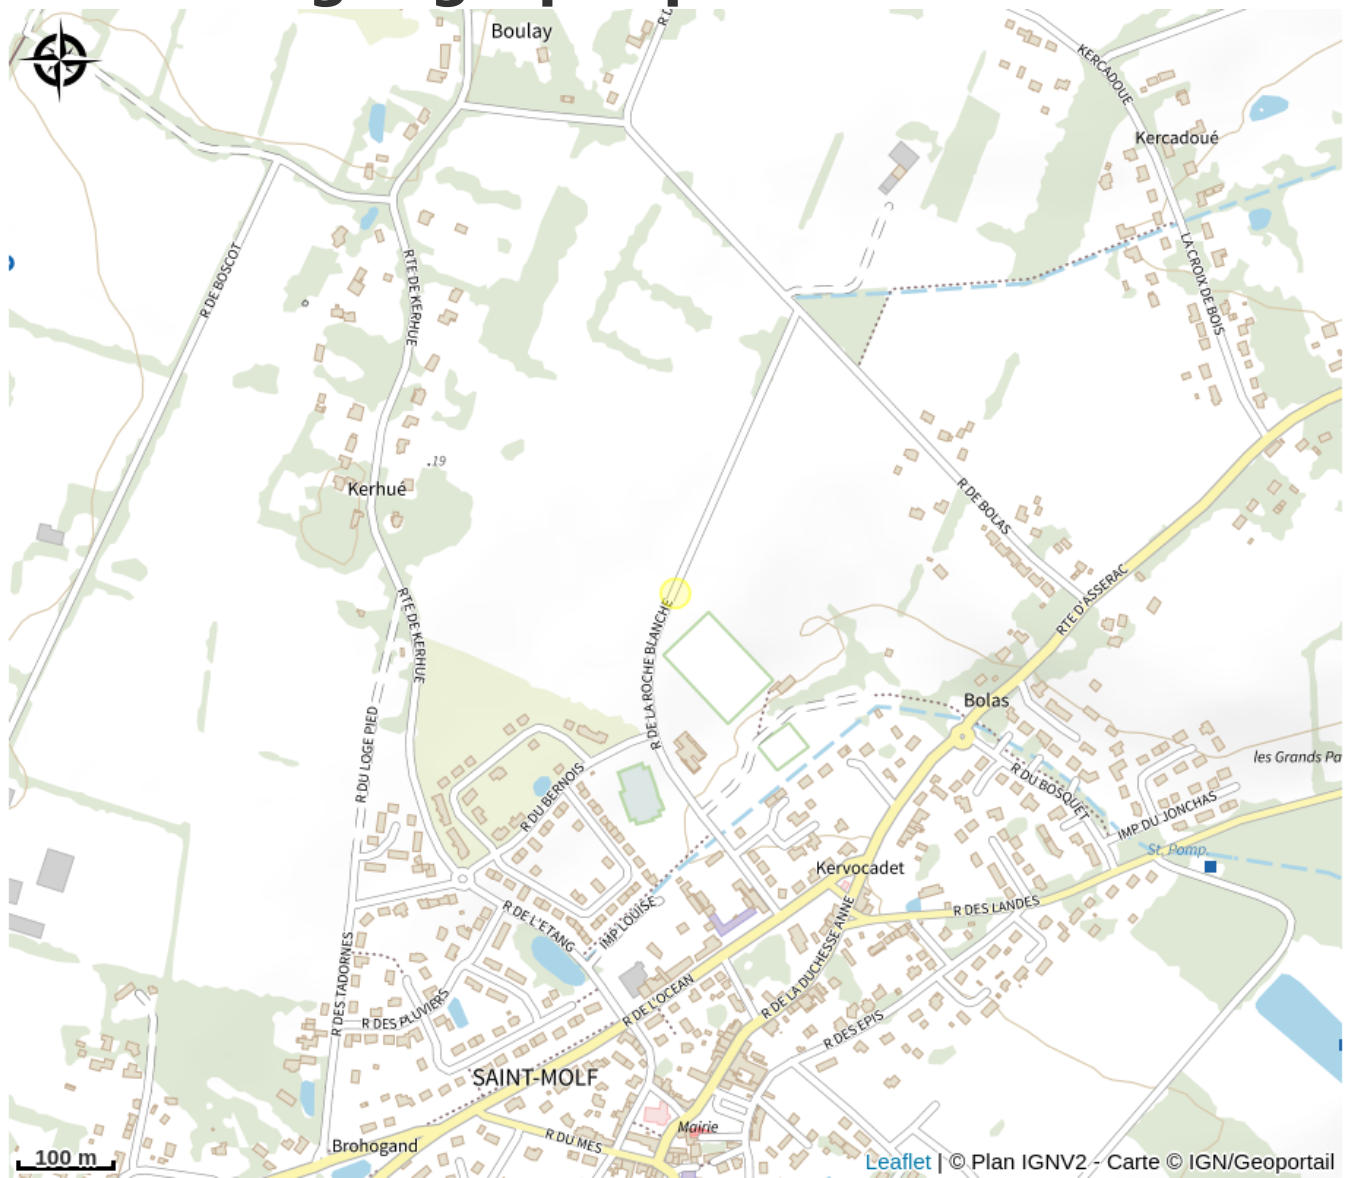 Boulay
KERCADOUE
Kercadoué
R DE BOSCOT
RTE DE KERHUE
LA CROIX DE BOIS
.19
Kerhué
R DE BOLAS
RTE D'ASSERAC
RTE DE KERHUE
R DE LA ROCHE BLANCHE
Bolas
R DU LOGE PIED
les Grands Pa
R DU BERNOIS
R DU BOSQUET
IMP DU JONCHAS
St. Pomp.
Kervocadet
R DES LANDES
R DE L'ETANG
IMP LOUISE
R DE LA DUCHESSE ANNE
R DES TADORNES
R DE L'OCEAN
R DES PLUVIERS
R DES EPIS
SAINT-MOLF
Mairie
Brohogand
R DU MES
100 m
Leaflet | © Plan IGNV2 - Carte © IGN/Geoportail